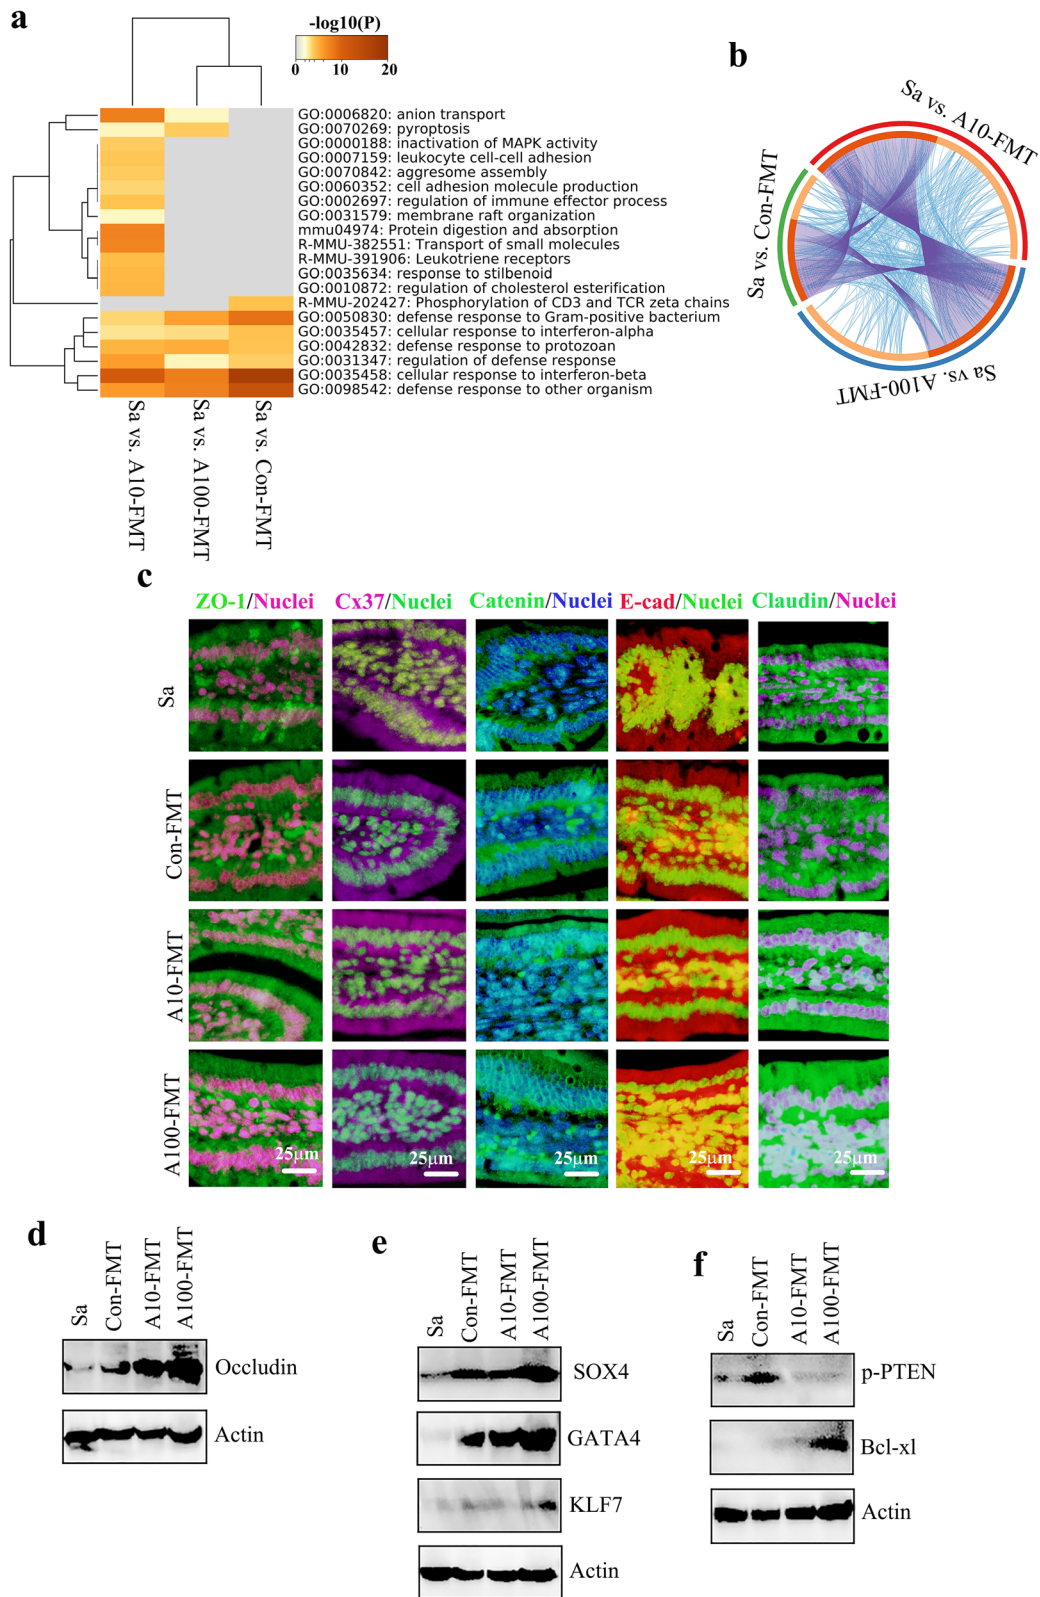 a
-log10(P)
0 10 20
GO:0006820: anion transport
GO:0070269: pyroptosis
GO:0000188: inactivation of MAPK activity
GO:0007159: leukocyte cell-cell adhesion
GO:0070842: aggresome assembly
GO:0060352: cell adhesion molecule production
GO:0002697: regulation of immune effector process
GO:0031579: membrane raft organization
mmu04974: Protein digestion and absorption
R-MMU-382551: Transport of small molecules
R-MMU-391906: Leukotriene receptors
GO:0035634: response to stilbenoid
GO:0010872: regulation of cholesterol esterification
R-MMU-202427: Phosphorylation of CD3 and TCR zeta chains
GO:0050830: defense response to Gram-positive bacterium
GO:0035457: cellular response to interferon-alpha
GO:0042832: defense response to protozoan
GO:0031347: regulation of defense response
GO:0035458: cellular response to interferon-beta
GO:0098542: defense response to other organism
Sa vs. A10-FMT
Sa vs. A100-FMT
Sa vs. Con-FMT
b
Sa vs. A10-FMT
Sa vs. Con-FMT
Sa vs. A100-FMT
c
ZO-1/Nuclei Cx37/Nuclei Catenin/Nuclei E-cad/Nuclei Claudin/Nuclei
Sa
Con-FMT
A10-FMT
A100-FMT
25μm 25μm 25μm 25μm 25μm
d
Sa Con-FMT A10-FMT A100-FMT
Occludin
Actin
e
Sa Con-FMT A10-FMT A100-FMT
SOX4
GATA4
KLF7
Actin
f
Sa Con-FMT A10-FMT A100-FMT
p-PTEN
Bcl-xl
Actin